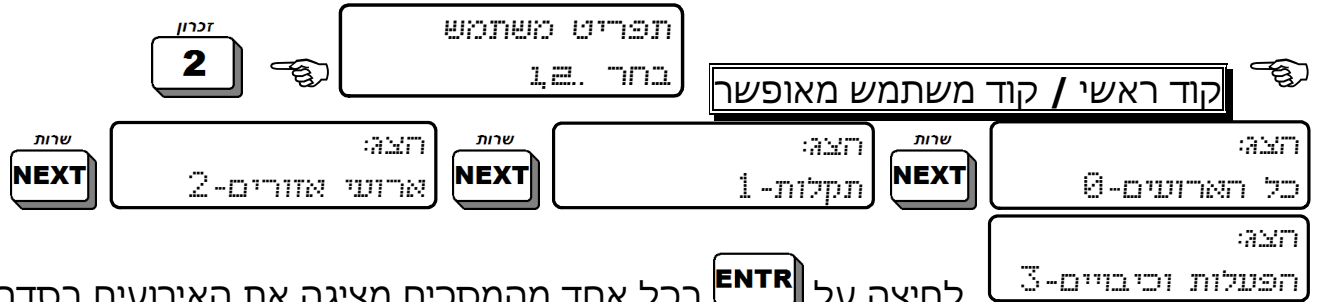 קוד ראשי / קוד משתמש מאופשר
תפריט משתמש
בחר ..1,2
זכרון
2
הצג:
כל הארועים-0
שרות
NEXT
הצג:
תקלות-1
שרות
NEXT
הצג:
ארועי אזורים-2
שרות
NEXT
הצג:
הפעלות וכיבויים-3
לחיצה על ENTR בכל אחד מהמסכים מציגה את האירועים בסדר